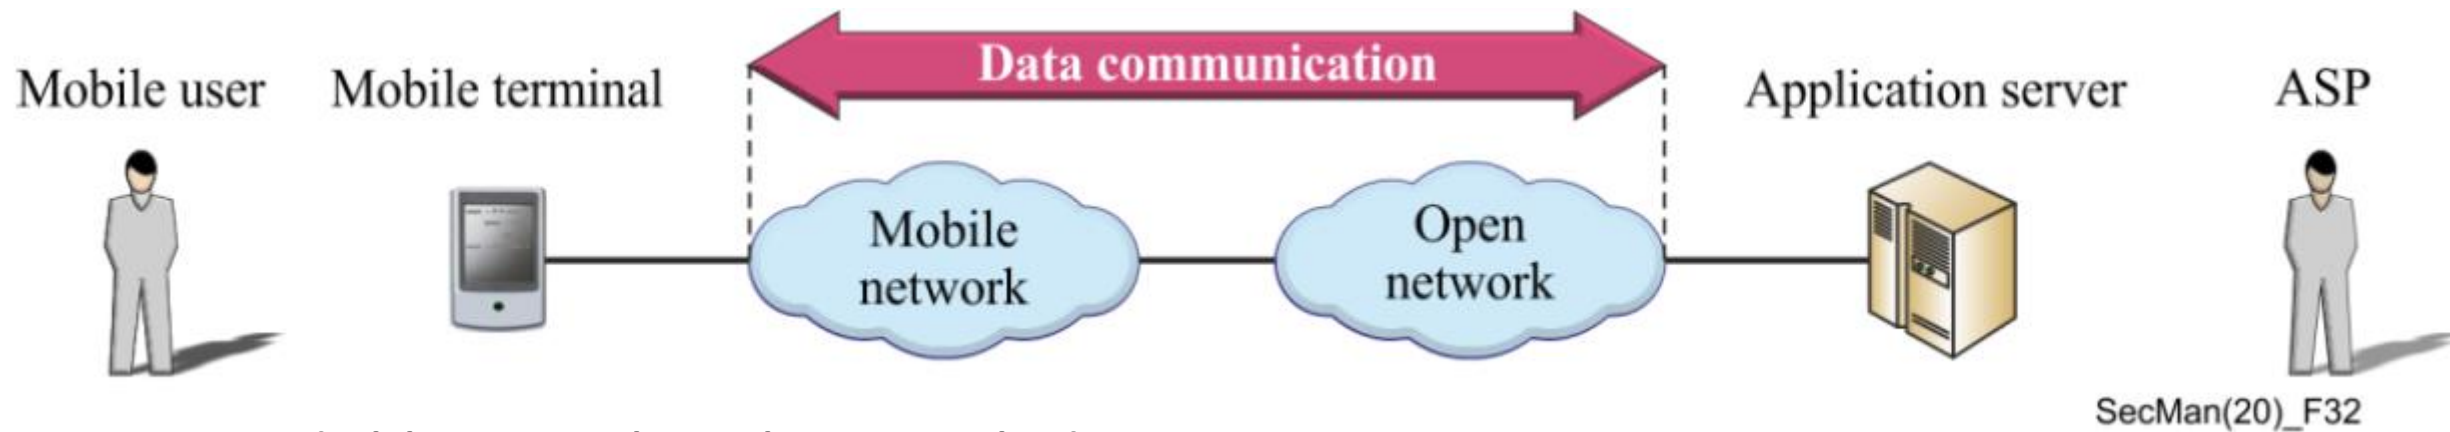 Data communication
Mobile user
Mobile terminal
Application server
ASP
Mobile
network
Open
network
SecMan(20)_F32